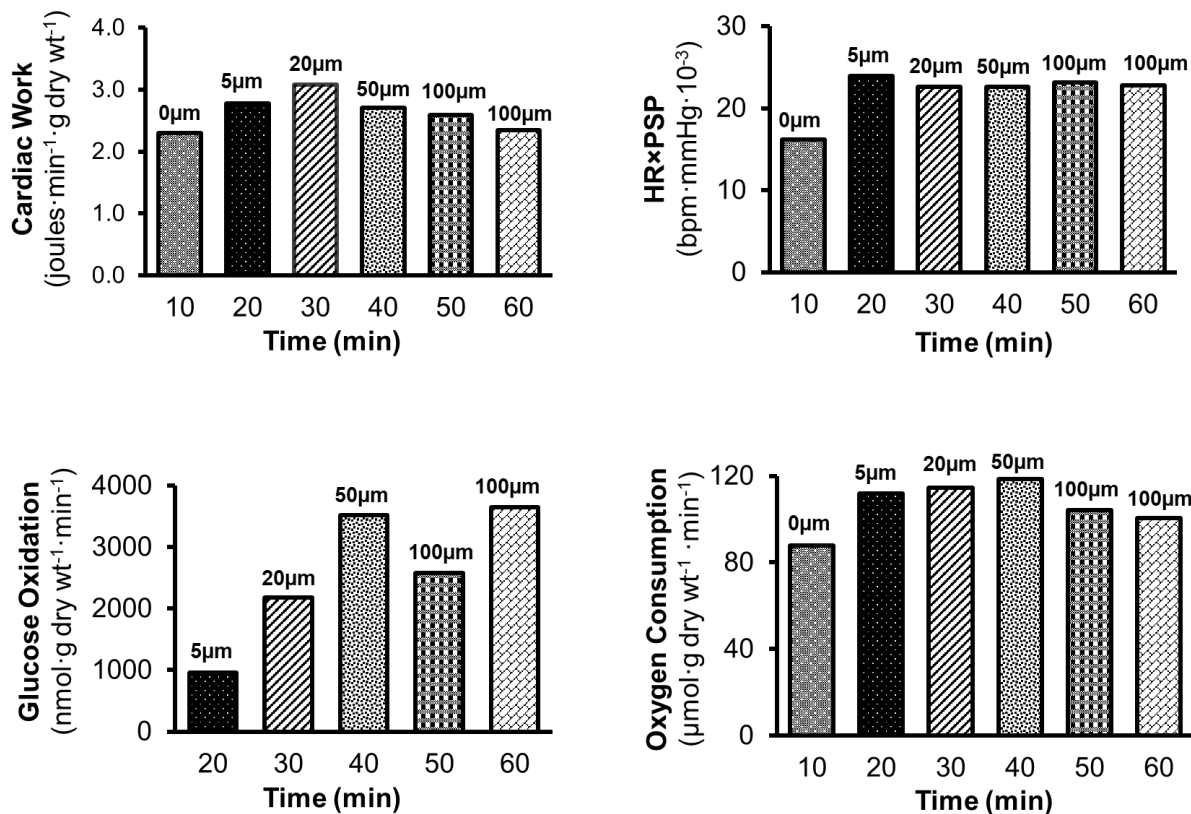 Cardiac Work
(joules·min⁻¹·g dry wt⁻¹)
4.0
3.0
2.0
1.0
0.0
0µm
5µm
20µm
50µm
100µm
100µm
10 20 30 40 50 60
Time (min)
HR×PSP
(bpm·mmHg·10⁻³)
30
20
10
0
0µm
5µm
20µm
50µm
100µm
100µm
10 20 30 40 50 60
Time (min)
Glucose Oxidation
(nmol·g dry wt⁻¹·min⁻¹)
4000
3000
2000
1000
0
5µm
20µm
50µm
100µm
100µm
20 30 40 50 60
Time (min)
Oxygen Consumption
(µmol·g dry wt⁻¹ ·min⁻¹)
120
80
40
0
0µm
5µm
20µm
50µm
100µm
100µm
10 20 30 40 50 60
Time (min)